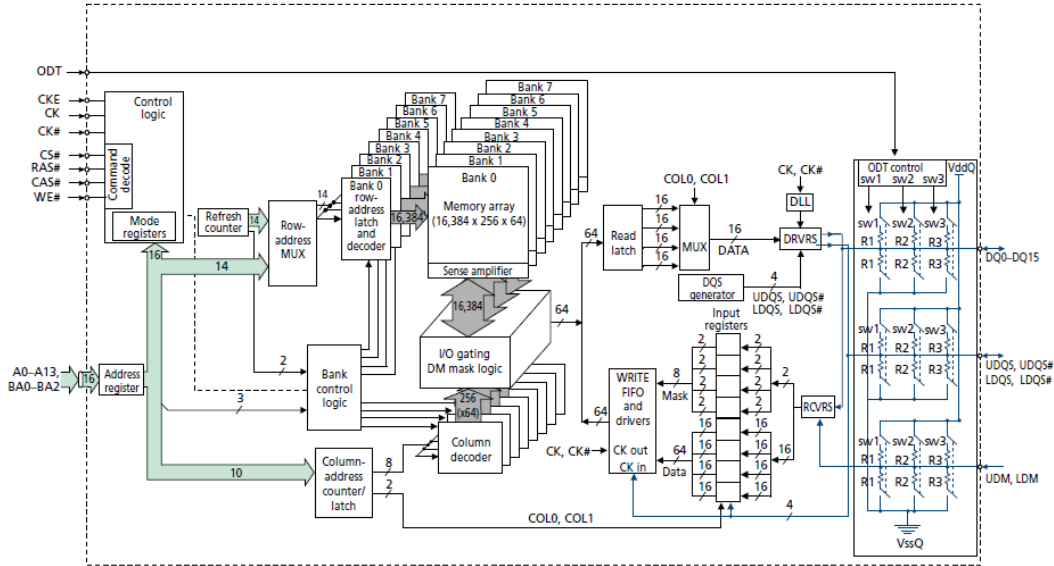 ODT
CKE
CK
CK#
CS#
RAS#
CAS#
WE#
Control
logic
Command
decode
Mode
registers
Refresh
counter
14
16
14
Row-
address
MUX
14
Bank 7
Bank 6
Bank 5
Bank 4
Bank 3
Bank 2
Bank 1
Bank 0
row-
address
latch
and
decoder
16,384
Bank 7
Bank 6
Bank 5
Bank 4
Bank 3
Bank 2
Bank 1
Bank 0
Memory array
(16,384 x 256 x 64)
Sense amplifier
16,384
I/O gating
DM mask logic
256
(x64)
Column
decoder
A0–A13,
BA0–BA2
16
Address
register
2
3
Bank
control
logic
10
Column-
address
counter/
latch
8
2
COL0, COL1
64
64
64
Read
latch
16
16
16
16
COL0, COL1
MUX
16
DATA
CK, CK#
DLL
DRVRS
DQS
generator
4
UDQS, UDQS#
LDQS, LDQS#
Input
registers
2
2
2
2
2
2
2
2
2
WRITE
FIFO
and
drivers
CK out
CK in
CK, CK#
8
Mask
64
Data
16
16
16
16
16
16
16
16
16
RCVRS
4
ODT control
VddQ
sw1
sw2
sw3
sw1
sw2
sw3
R1
R2
R3
R1
R2
R3
DQ0–DQ15
sw1
sw2
sw3
R1
R2
R3
R1
R2
R3
UDQS, UDQS#
LDQS, LDQS#
sw1
sw2
sw3
R1
R2
R3
R1
R2
R3
UDM, LDM
VssQ